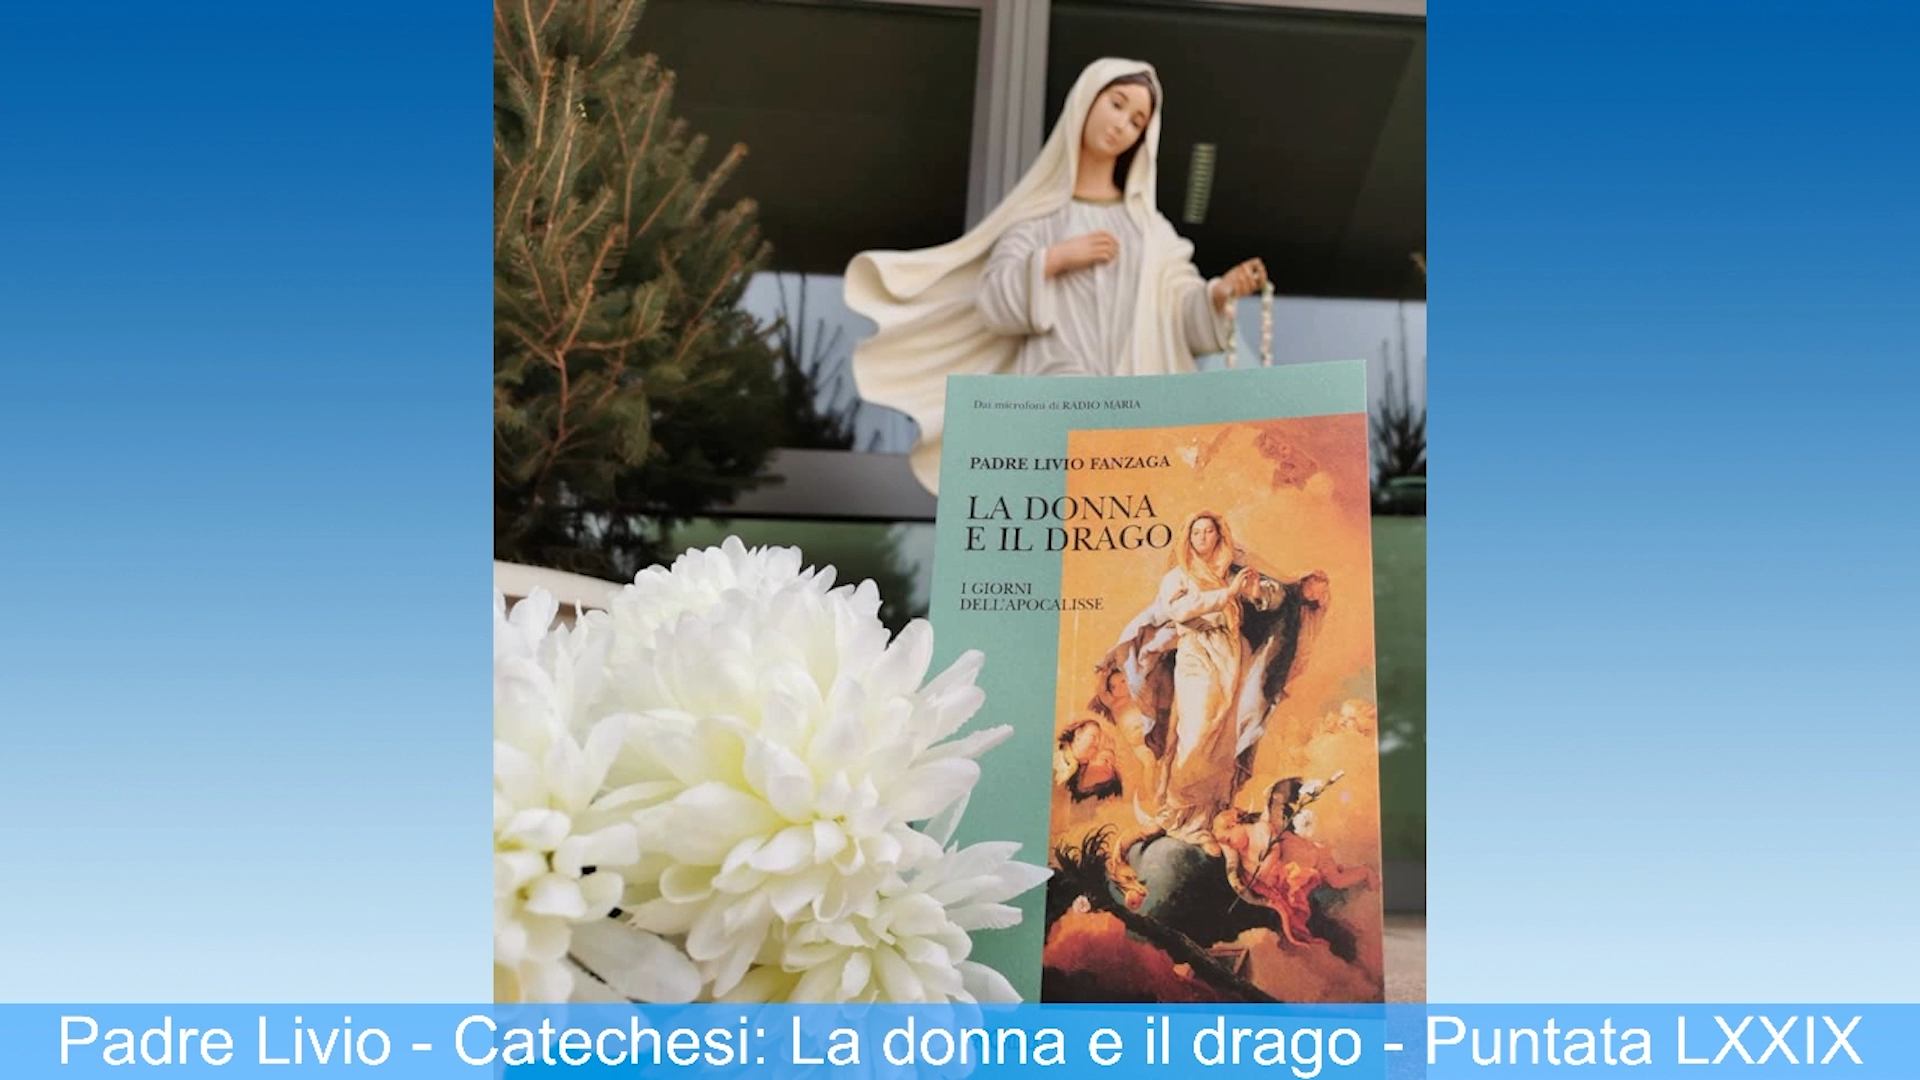 Dai microfoni di RADIO MARIA
PADRE LIVIO FANZAGA
LA DONNA
E IL DRAGO
I GIORNI
DELL'APOCALISSE
Padre Livio - Catechesi: La donna e il drago - Puntata LXXIX